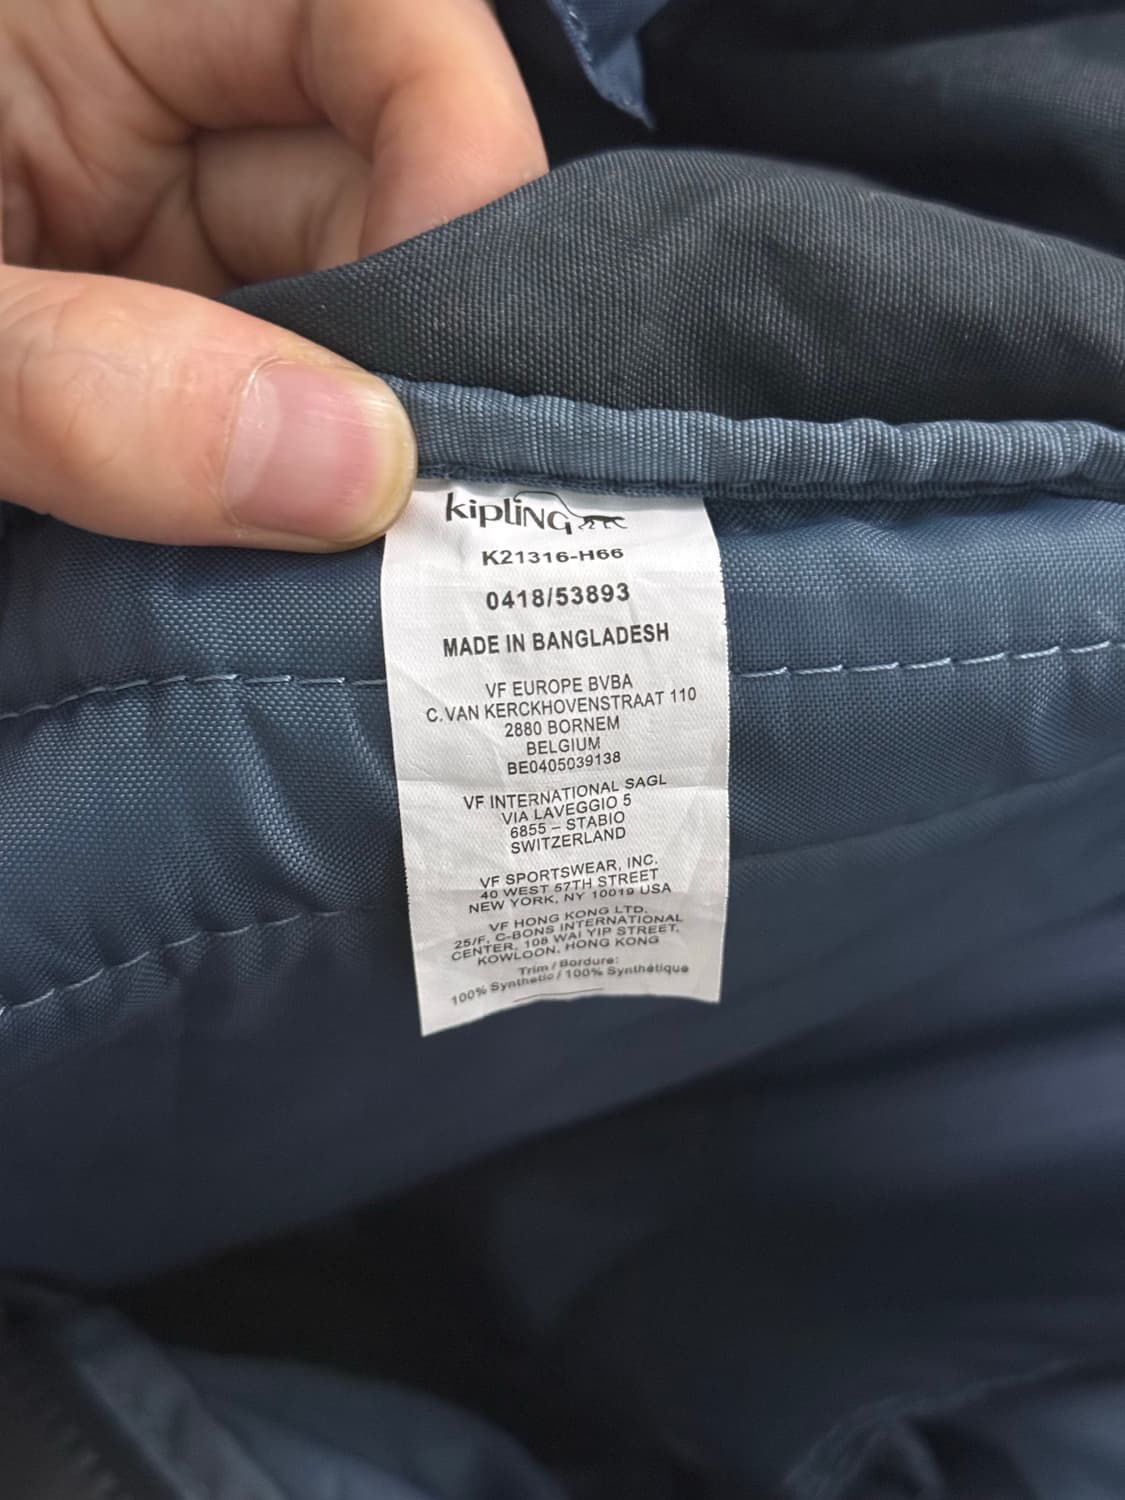 kipling
K21316-H66
0418/53893
MADE IN BANGLADESH
VF EUROPE BVBA
C.VAN KERCKHOVENSTRAAT 110
2880 BORNEM
BELGIUM
BE0405039138
VF INTERNATIONAL SAGL
VIA LAVEGGIO 5
6855 – STABIO
SWITZERLAND
VF SPORTSWEAR, INC.
40 WEST 57TH STREET
NEW YORK, NY 10019 USA
VF HONG KONG LTD.
25/F, C-BONS INTERNATIONAL
CENTER, 108 WAI YIP STREET,
KOWLOON, HONG KONG
Trim / Bordure:
100% Synthetic / 100% Synthétique